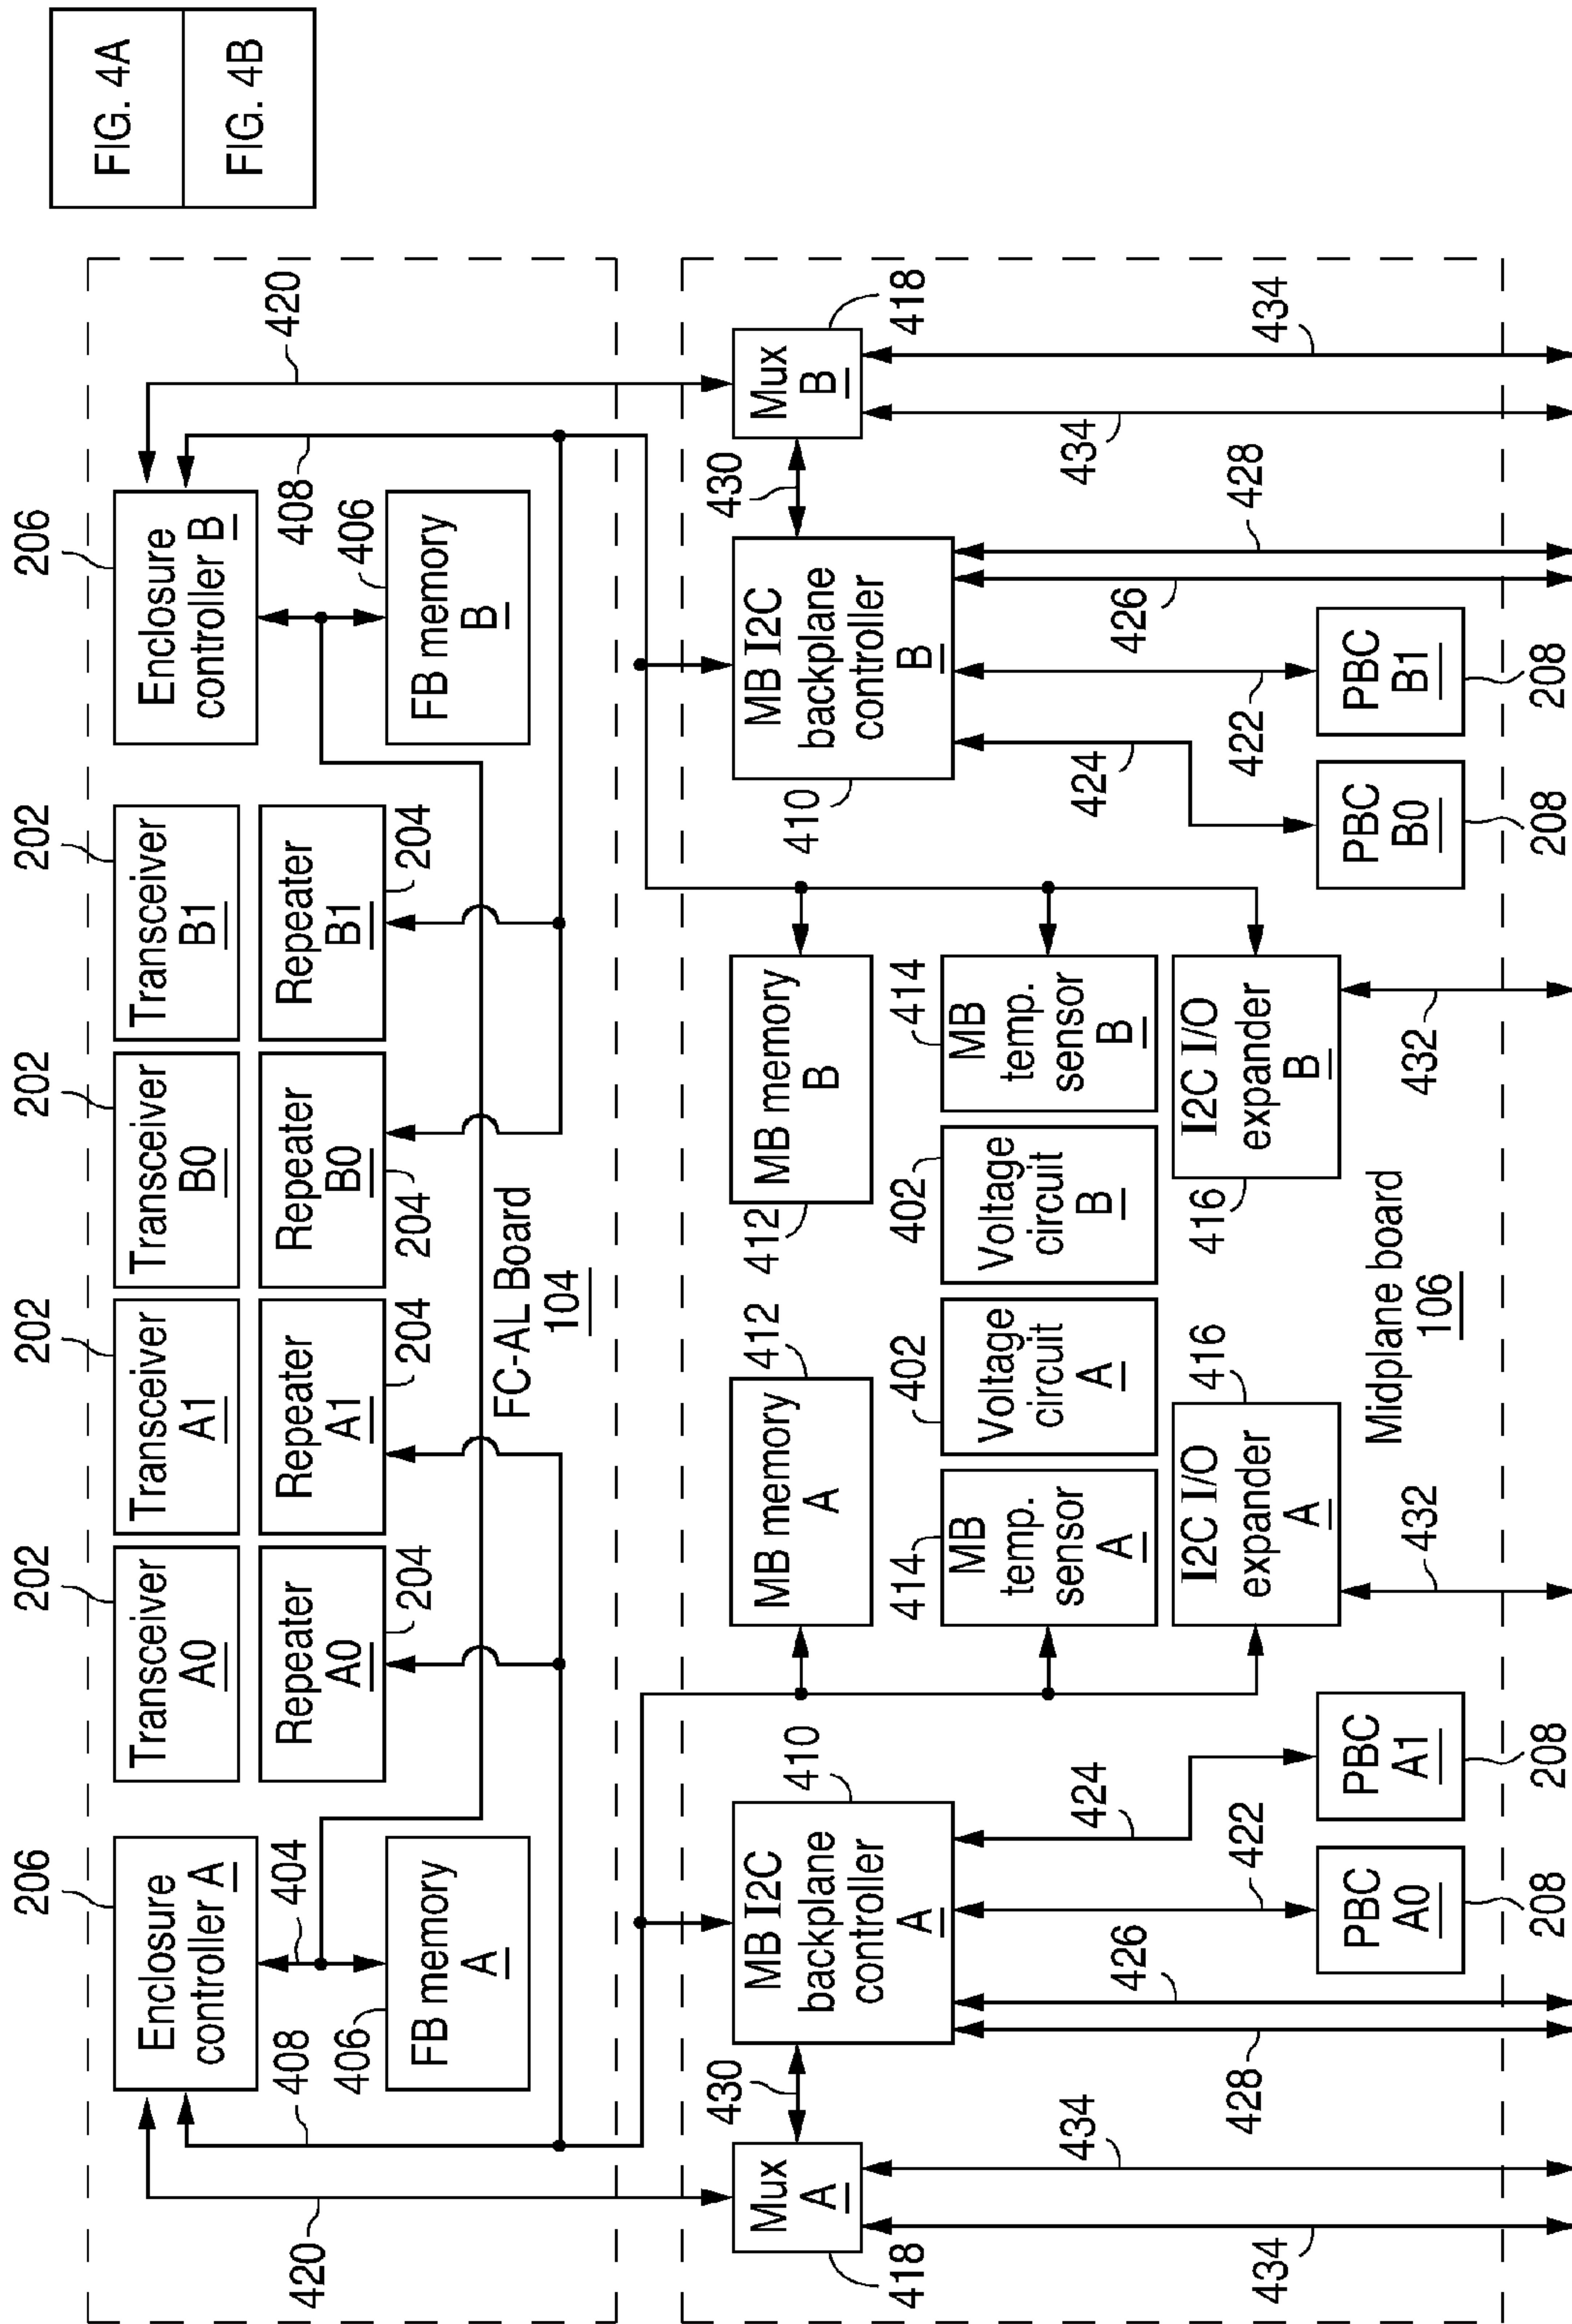 FIG. 4A
FIG. 4B
206
202
202
202
202
206
Enclosure
controller A
Transceiver
A0
Transceiver
A1
Transceiver
B0
Transceiver
B1
Enclosure
controller B
420
408
404
Repeater
A0
Repeater
A1
Repeater
B0
Repeater
B1
408
420
406
FB memory
A
204
204
204
204
406
FB memory
B
FC-AL Board
104
418
Mux
A
430
MB I2C
backplane
controller
A
410
MB memory
A
412
412
MB memory
B
410
MB I2C
backplane
controller
B
430
Mux
B
418
414
MB
temp.
sensor
A
402
Voltage
circuit
A
402
Voltage
circuit
B
414
MB
temp.
sensor
B
434
434
428
426
422
424
I2C I/O
expander
A
416
416
I2C I/O
expander
B
424
422
426
428
434
434
PBC
A0
PBC
A1
432
Midplane board
106
432
PBC
B0
PBC
B1
208
208
208
208